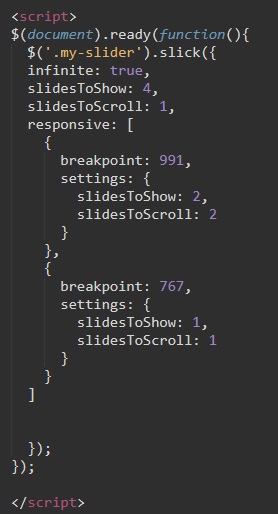 <script>
$(document).ready(function(){
$('.my-slider').slick({
infinite: true,
slidesToShow: 4,
slidesToScroll: 1,
responsive: [
{
breakpoint: 991,
settings: {
slidesToShow: 2,
slidesToScroll: 2
}
},
{
breakpoint: 767,
settings: {
slidesToShow: 1,
slidesToScroll: 1
}
}
]
});
});
</script>